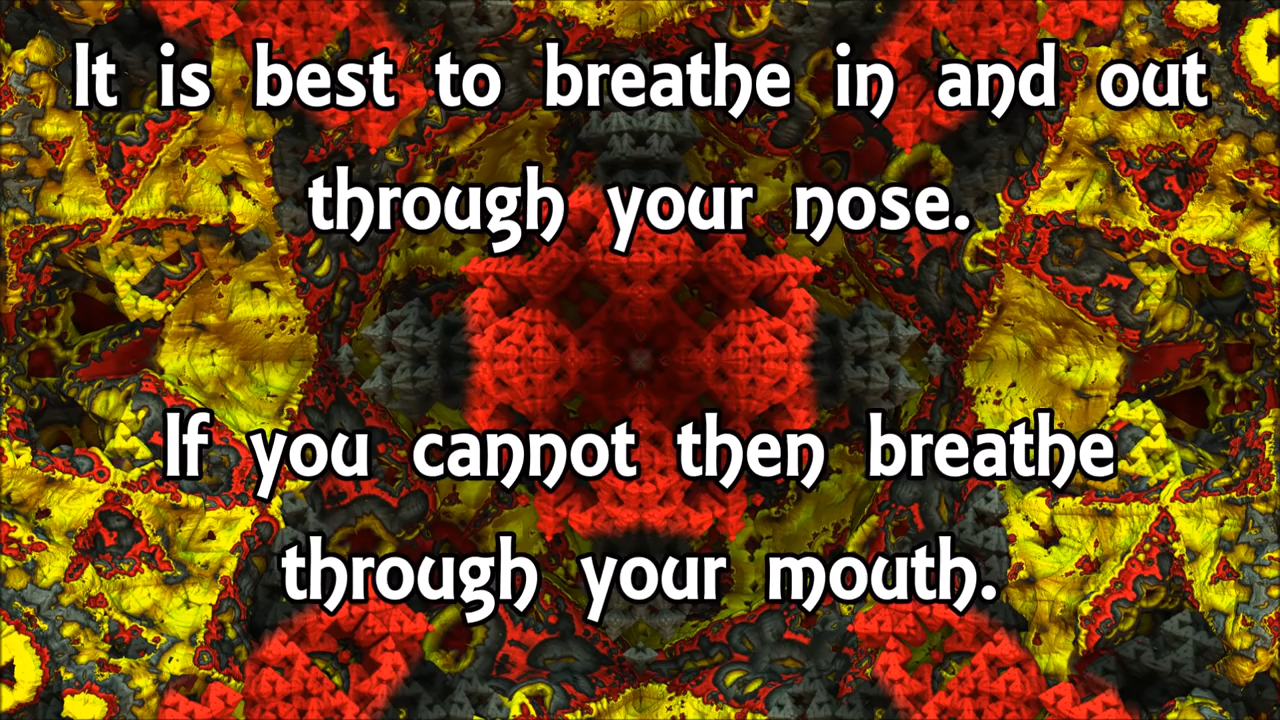 It is best to breathe in and out
through your nose.
If you cannot then breathe
through your mouth.